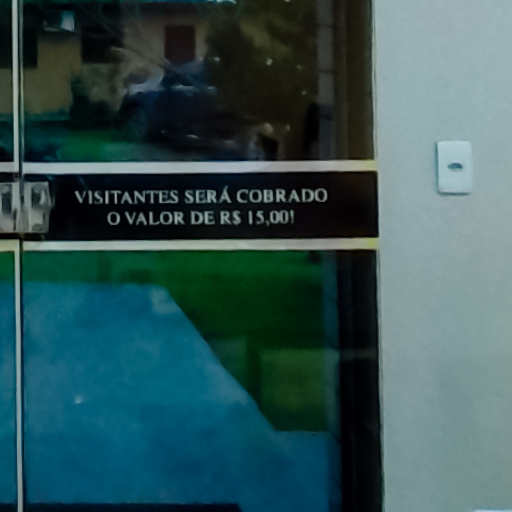 VISITANTES SERÁ COBRADO
O VALOR DE R$ 15,00!